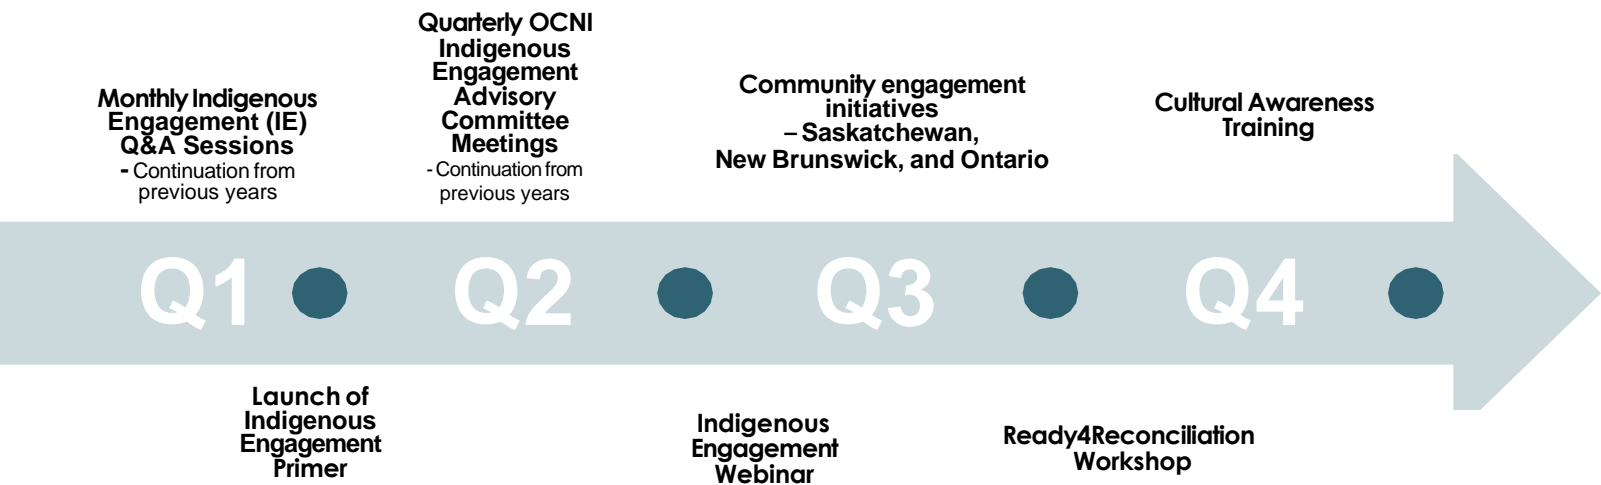 Monthly Indigenous
Engagement (IE)
Q&A Sessions
- Continuation from
previous years
Quarterly OCNI
Indigenous
Engagement
Advisory
Committee
Meetings
- Continuation from
previous years
Community engagement
initiatives
– Saskatchewan,
New Brunswick, and Ontario
Cultural Awareness
Training
Q1
Q2
Q3
Q4
Launch of
Indigenous
Engagement
Primer
Indigenous
Engagement
Webinar
Ready4Reconciliation
Workshop